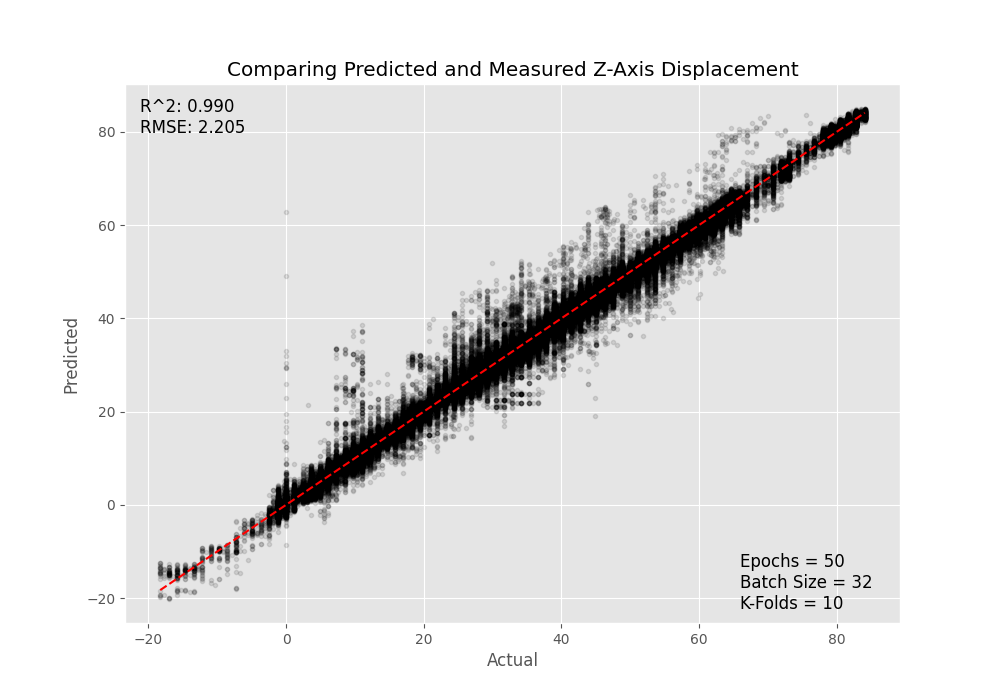 Comparing Predicted and Measured Z-Axis Displacement
R^2: 0.990
RMSE: 2.205
80
60
40
20
0
−20
Predicted
Epochs = 50
Batch Size = 32
K-Folds = 10
−20 0 20 40 60 80
Actual